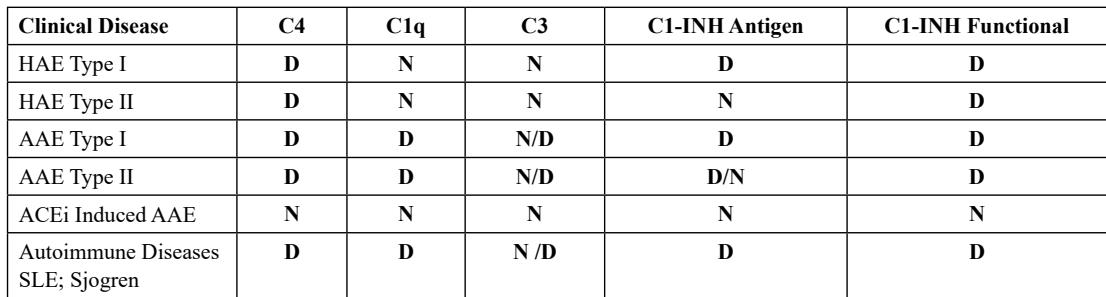 Clinical Disease C4 C1q C3 C1-INH Antigen C1-INH Functional
HAE Type I D N N D D
HAE Type II D N N N D
AAE Type I D D N/D D D
AAE Type II D D N/D D/N D
ACEi Induced AAE N N N N N
Autoimmune Diseases D D N /D D D
SLE; Sjogren